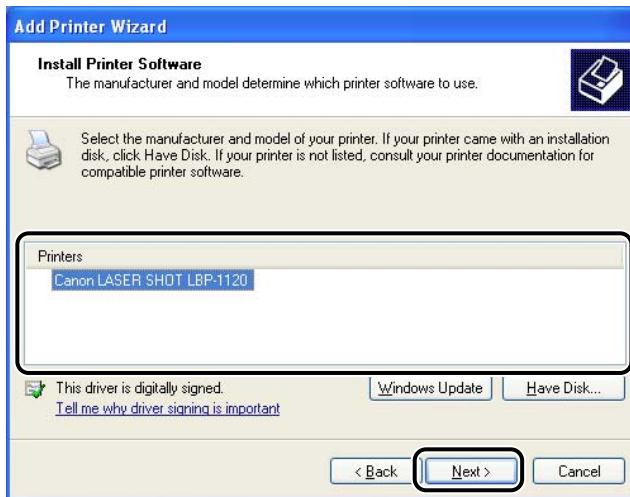 Add Printer Wizard
Install Printer Software
The manufacturer and model determine which printer software to use.
Select the manufacturer and model of your printer. If your printer came with an installation
disk, click Have Disk. If your printer is not listed, consult your printer documentation for
compatible printer software.
Printers
Canon LASER SHOT LBP-1120
This driver is digitally signed.
Tell me why driver signing is important
Windows Update
Have Disk...
< Back
Next >
Cancel